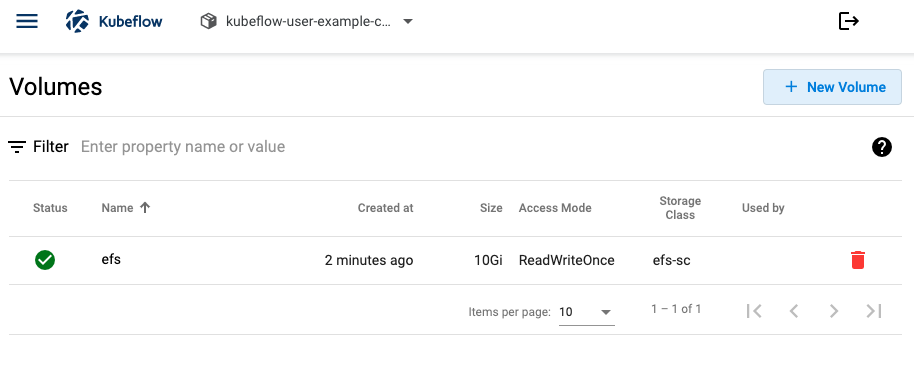 Kubeflow
kubeflow-user-example-c...
Volumes
New Volume
Filter Enter property name or value
Status Name Created at Size Access Mode Storage Class Used by
efs 2 minutes ago 10Gi ReadWriteOnce efs-sc
Items per page: 10 1 – 1 of 1